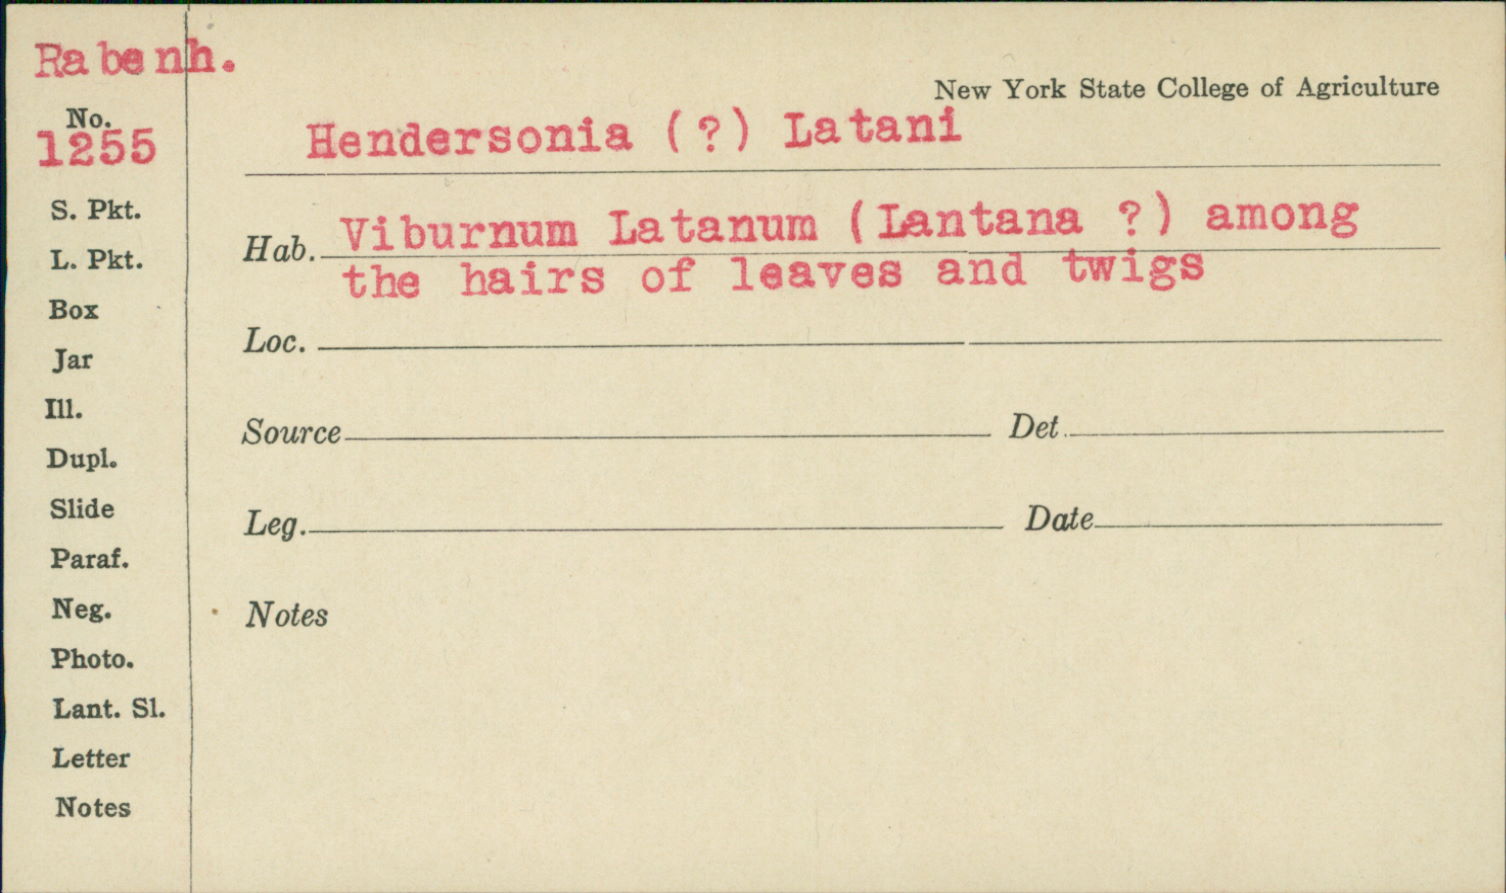 Rabenh.
New York State College of Agriculture
No.
1255
Hendersonia (?) Latani
S. Pkt.
Hab. Viburnum Latanum (Lantana ?) among
the hairs of leaves and twigs
L. Pkt.
Box
Loc.
Jar
Ill.
Source Det.
Dupl.
Slide
Leg. Date
Paraf.
Neg.
Notes
Photo.
Lant. Sl.
Letter
Notes